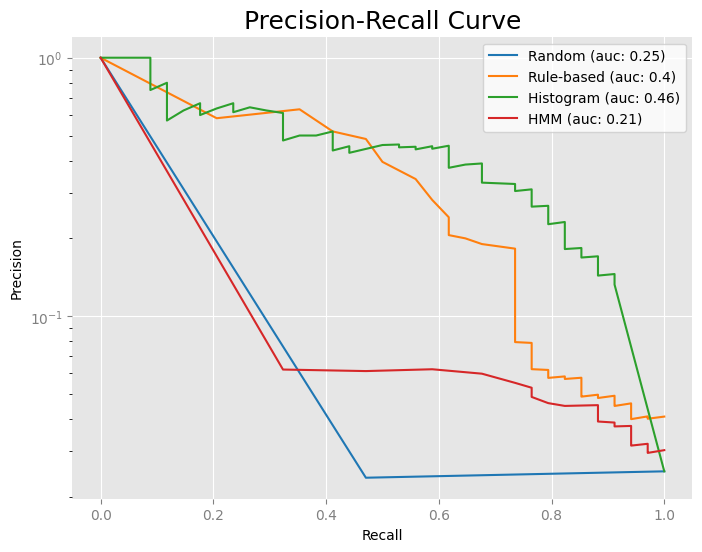 Precision-Recall Curve
Random (auc: 0.25)
Rule-based (auc: 0.4)
Histogram (auc: 0.46)
HMM (auc: 0.21)
Precision
10⁰
10⁻¹
0.0 0.2 0.4 0.6 0.8 1.0
Recall